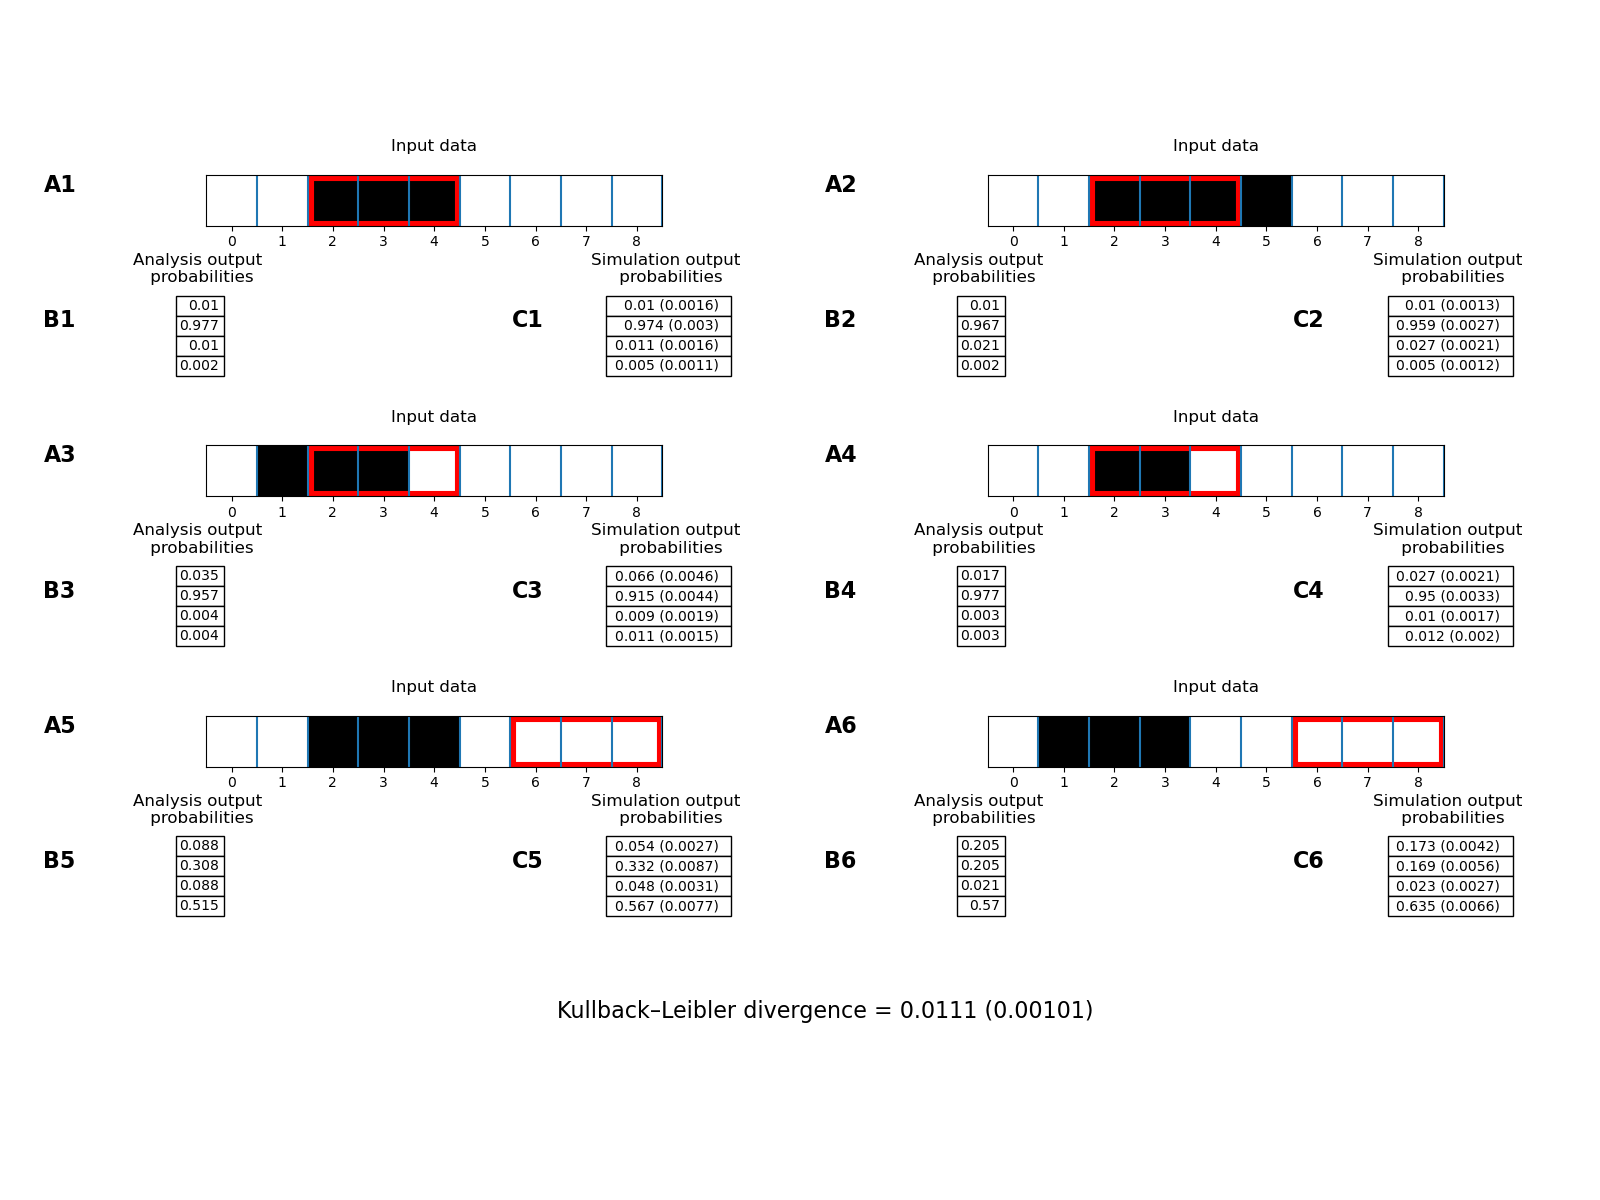 Input data
Input data
A1
A2
0 1 2 3 4 5 6 7 8
0 1 2 3 4 5 6 7 8
Analysis output
probabilities
Simulation output
probabilities
Analysis output
probabilities
Simulation output
probabilities
B1
0.01
0.977
0.01
0.002
C1
0.01 (0.0016)
0.974 (0.003)
0.011 (0.0016)
0.005 (0.0011)
B2
0.01
0.967
0.021
0.002
C2
0.01 (0.0013)
0.959 (0.0027)
0.027 (0.0021)
0.005 (0.0012)
Input data
Input data
A3
A4
0 1 2 3 4 5 6 7 8
0 1 2 3 4 5 6 7 8
Analysis output
probabilities
Simulation output
probabilities
Analysis output
probabilities
Simulation output
probabilities
B3
0.035
0.957
0.004
0.004
C3
0.066 (0.0046)
0.915 (0.0044)
0.009 (0.0019)
0.011 (0.0015)
B4
0.017
0.977
0.003
0.003
C4
0.027 (0.0021)
0.95 (0.0033)
0.01 (0.0017)
0.012 (0.002)
Input data
Input data
A5
A6
0 1 2 3 4 5 6 7 8
0 1 2 3 4 5 6 7 8
Analysis output
probabilities
Simulation output
probabilities
Analysis output
probabilities
Simulation output
probabilities
B5
0.088
0.308
0.088
0.515
C5
0.054 (0.0027)
0.332 (0.0087)
0.048 (0.0031)
0.567 (0.0077)
B6
0.205
0.205
0.021
0.57
C6
0.173 (0.0042)
0.169 (0.0056)
0.023 (0.0027)
0.635 (0.0066)
Kullback–Leibler divergence = 0.0111 (0.00101)